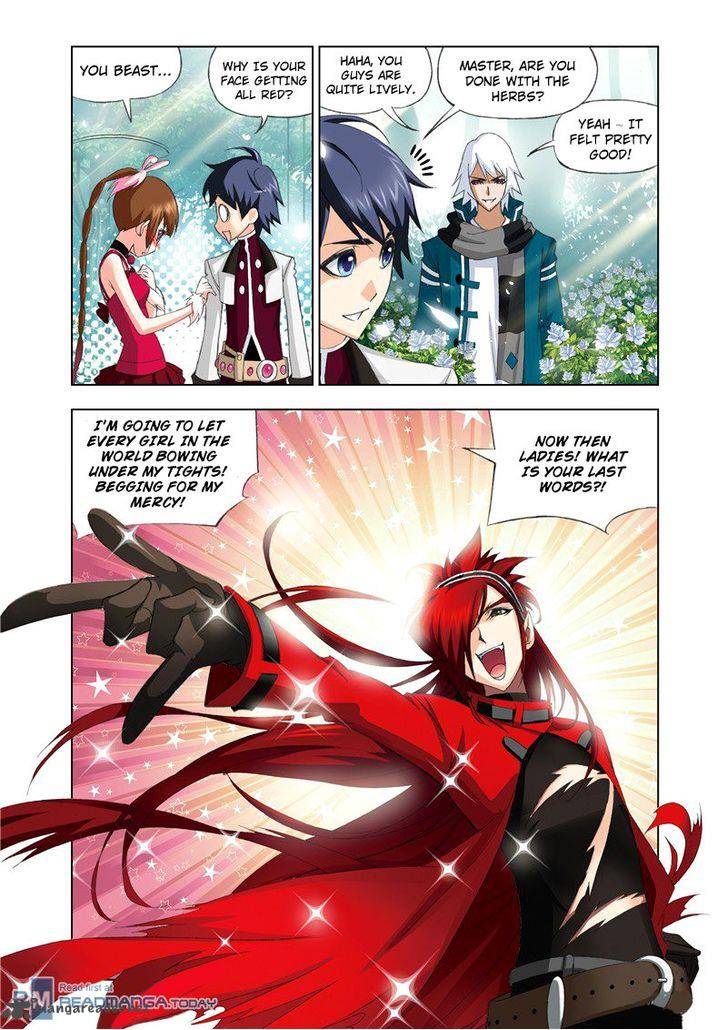 YOU BEAST...
WHY IS YOUR
FACE GETTING
ALL RED?
HAHA, YOU
GUYS ARE
QUITE LIVELY.
MASTER, ARE YOU
DONE WITH THE
HERBS?
YEAH ~ IT
FELT PRETTY
GOOD!
I'M GOING TO LET
EVERY GIRL IN THE
WORLD BOWING
UNDER MY TIGHTS!
BEGGING FOR MY
MERCY!
NOW THEN
LADIES! WHAT
IS YOUR LAST
WORDS?!
Read first at
RM READMANGA.TODAY